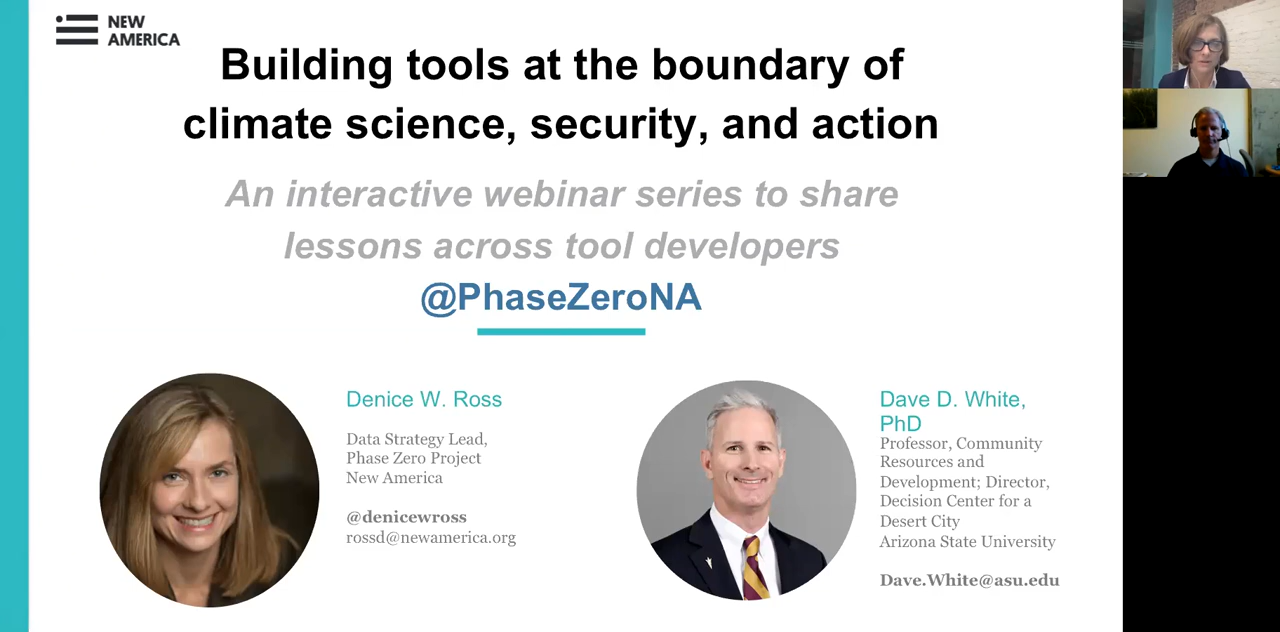 NEW
AMERICA
Building tools at the boundary of
climate science, security, and action
An interactive webinar series to share
lessons across tool developers
@PhaseZeroNA
Denice W. Ross
Data Strategy Lead,
Phase Zero Project
New America
@denicewross
rossd@newamerica.org
Dave D. White,
PhD
Professor, Community
Resources and
Development; Director,
Decision Center for a
Desert City
Arizona State University
Dave.White@asu.edu